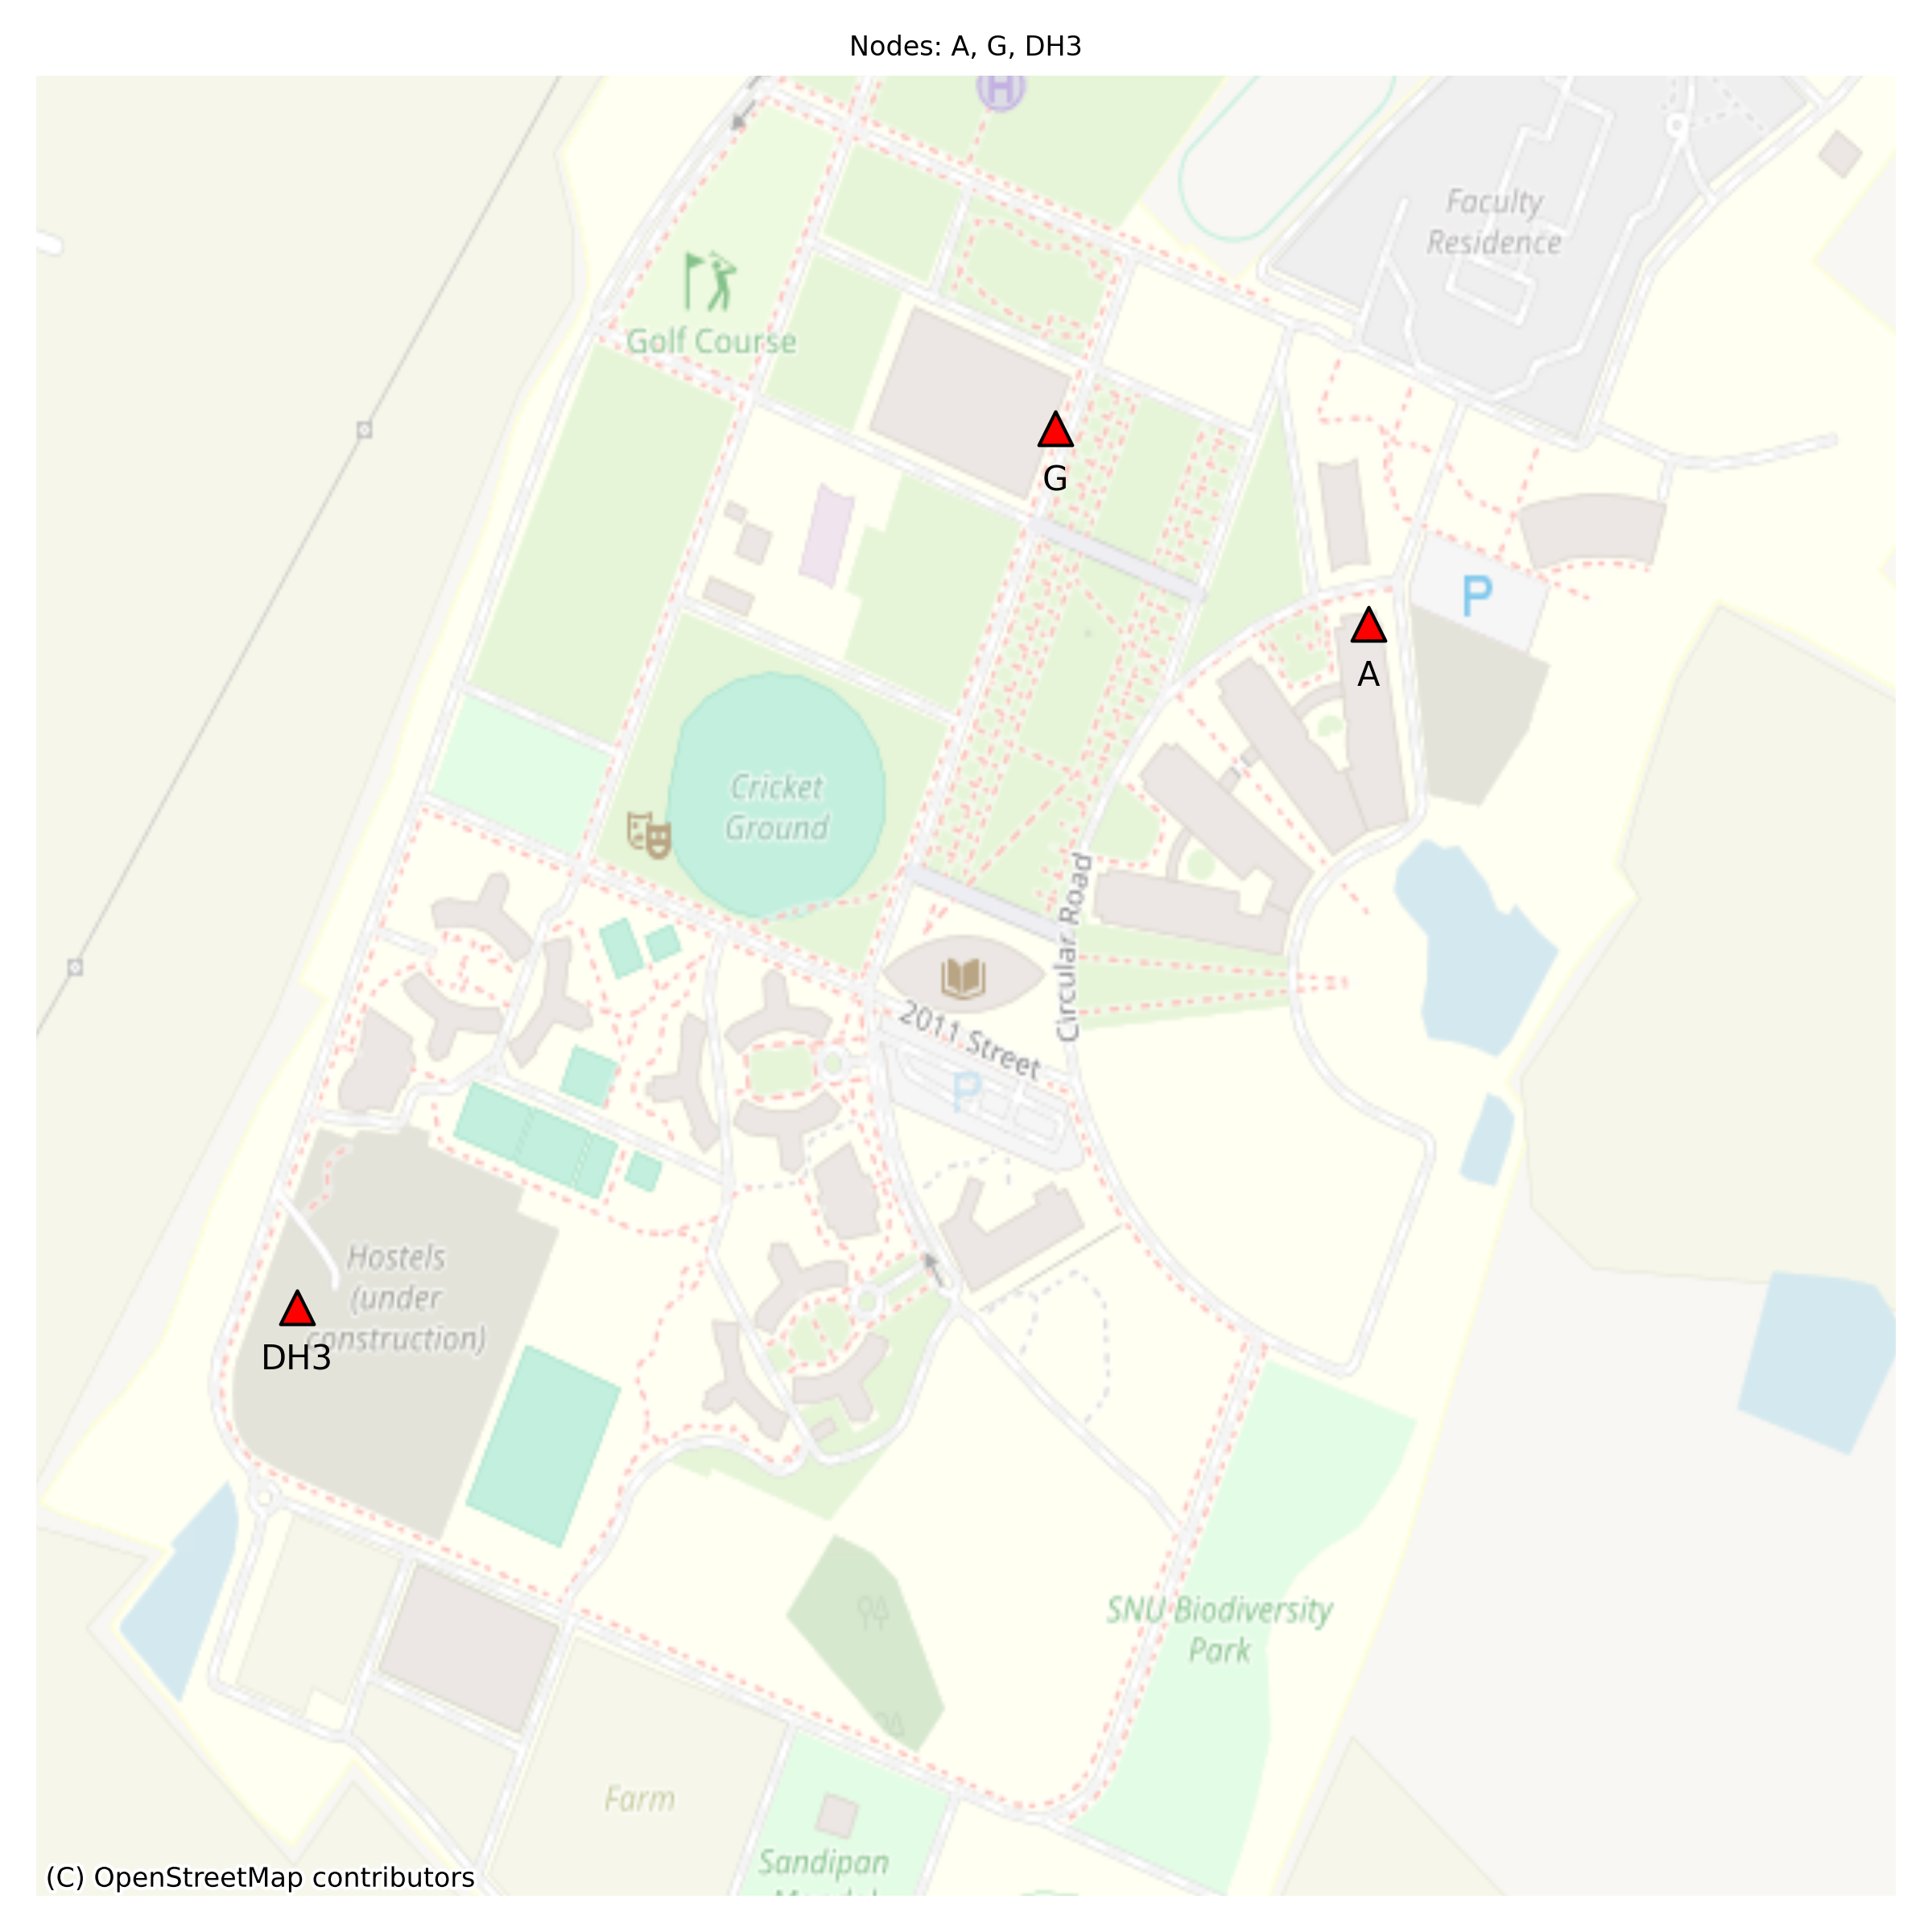 Nodes: A, G, DH3
H
Faculty
Residence
Golf Course
G
P
A
Cricket
Ground
Circular Road
2011 Street
P
Hostels
(under
construction)
DH3
SNU Biodiversity
Park
Farm
Sandipan
(C) OpenStreetMap contributors